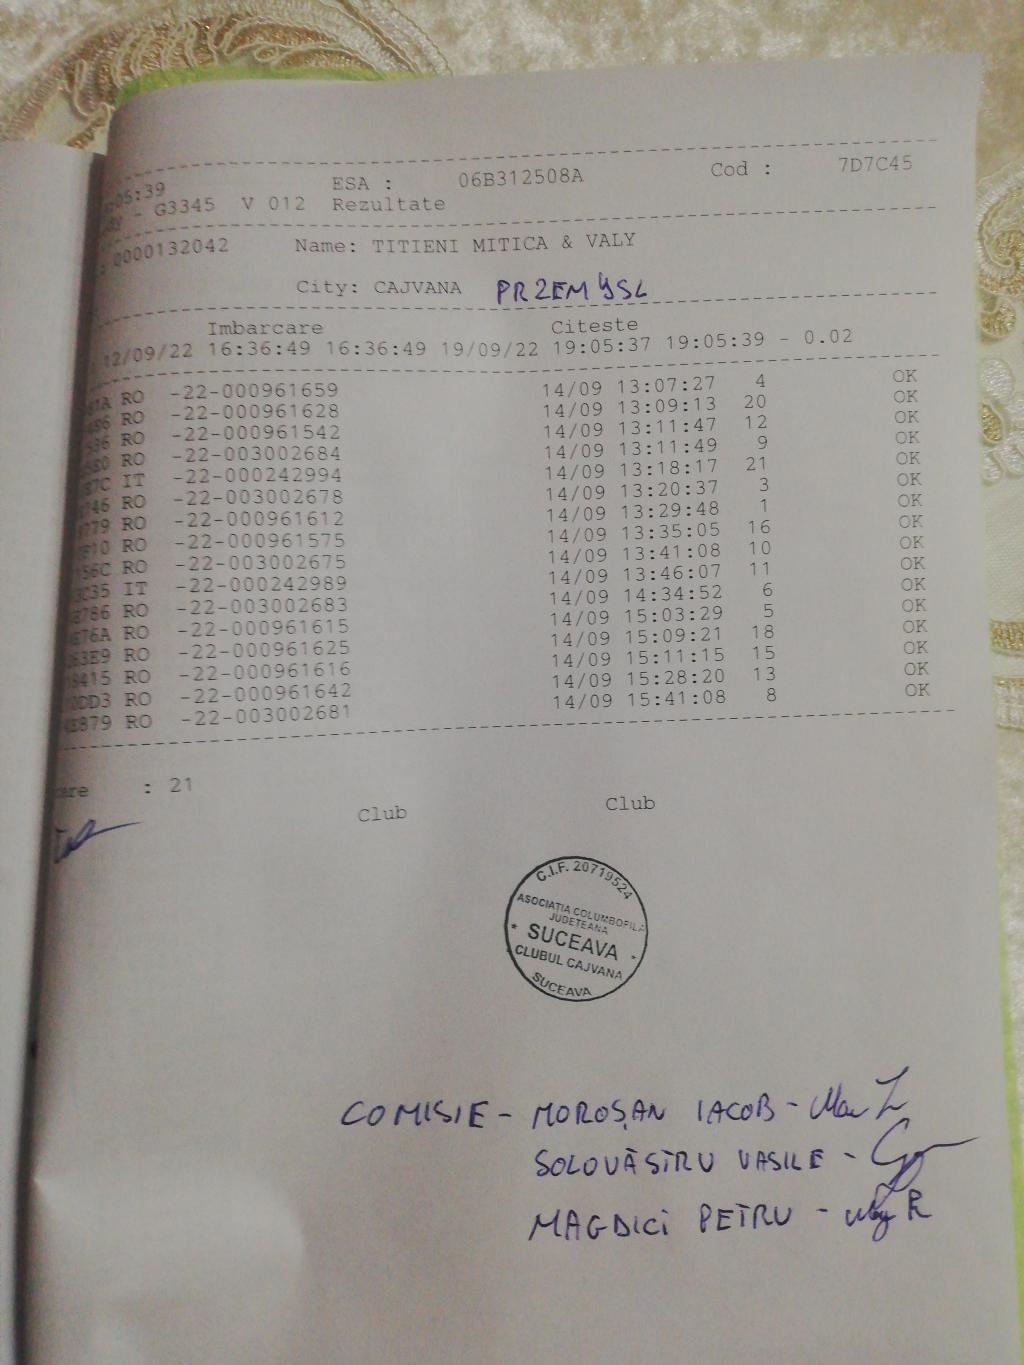 05:39 ESA : 06B312508A Cod : 7D7C45
- G3345 V 012 Rezultate
: 0000132042 Name: TITIENI MITICA & VALY
City: CAJVANA PRZEMYSL
Imbarcare Citeste
12/09/22 16:36:49 16:36:49 19/09/22 19:05:37 19:05:39 - 0.02
RO -22-000961659 14/09 13:07:27 4 OK
RO -22-000961628 14/09 13:09:13 20 OK
RO -22-000961542 14/09 13:11:47 12 OK
RO -22-003002684 14/09 13:11:49 9 OK
IT -22-000242994 14/09 13:18:17 21 OK
RO -22-003002678 14/09 13:20:37 3 OK
RO -22-000961612 14/09 13:29:48 1 OK
RO -22-000961575 14/09 13:35:05 16 OK
RO -22-003002675 14/09 13:41:08 10 OK
IT -22-000242989 14/09 13:46:07 11 OK
RO -22-003002683 14/09 14:34:52 6 OK
RO -22-000961615 14/09 15:03:29 5 OK
RO -22-000961625 14/09 15:09:21 18 OK
RO -22-000961616 14/09 15:11:15 15 OK
RO -22-000961642 14/09 15:28:20 13 OK
RO -22-003002681 14/09 15:41:08 8 OK
: 21
Club Club
C.I.F. 20719524
ASOCIATIA COLUMBOFILA
JUDETEANA
* SUCEAVA *
CLUBUL CAJVANA
SUCEAVA
COMISIE - MOROȘAN IACOB -
SOLOVĂSTRU VASILE -
MAGDICI PETRU -